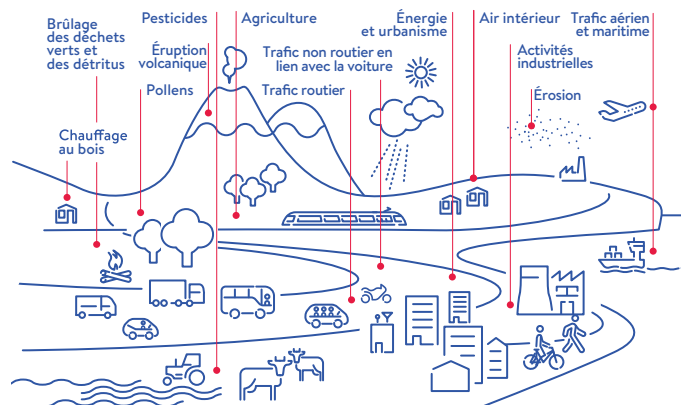 Brûlage
des déchets
verts et
des détritus
Pesticides
Agriculture
Énergie
et urbanisme
Air intérieur
Trafic aérien
et maritime
Éruption
volcanique
Trafic non routier en
lien avec la voiture
Activités
industrielles
Pollens
Trafic routier
Érosion
Chauffage
au bois